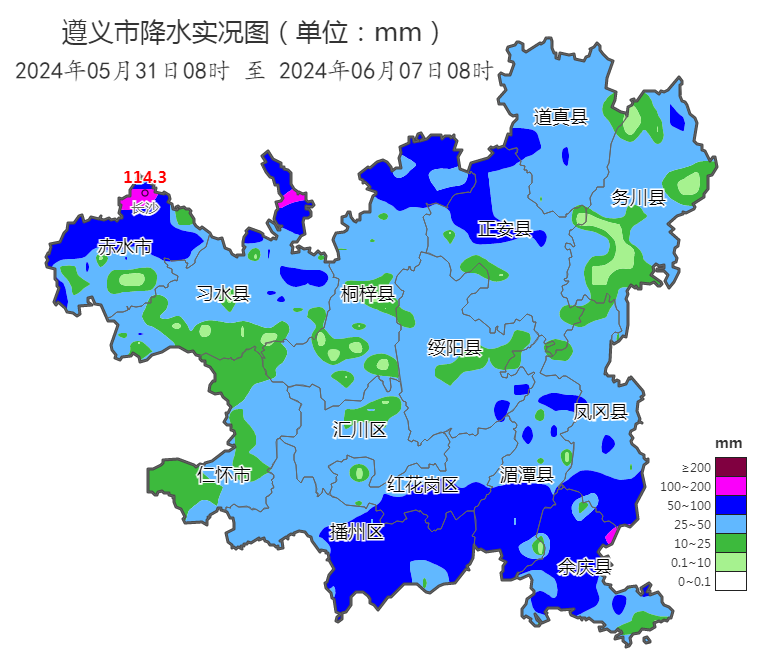 遵义市降水实况图（单位：mm）
2024年05月31日08时 至 2024年06月07日08时
道真县
114.3
长沙
务川县
正安县
赤水市
习水县
桐梓县
绥阳县
凤冈县
汇川区
mm
≥200
仁怀市
湄潭县
红花岗区
100~200
50~100
播州区
25~50
10~25
余庆县
0.1~10
0~0.1